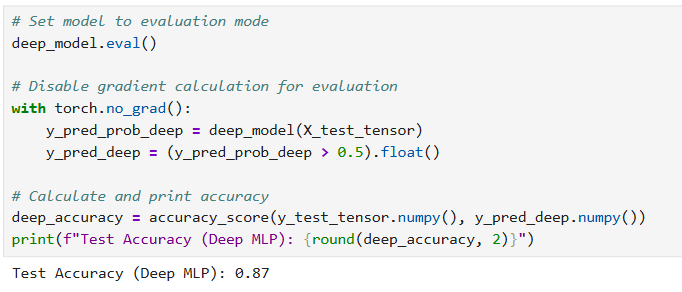 # Set model to evaluation mode
deep_model.eval()
# Disable gradient calculation for evaluation
with torch.no_grad():
    y_pred_prob_deep = deep_model(X_test_tensor)
    y_pred_deep = (y_pred_prob_deep > 0.5).float()
# Calculate and print accuracy
deep_accuracy = accuracy_score(y_test_tensor.numpy(), y_pred_deep.numpy())
print(f"Test Accuracy (Deep MLP): {round(deep_accuracy, 2)}")
Test Accuracy (Deep MLP): 0.87